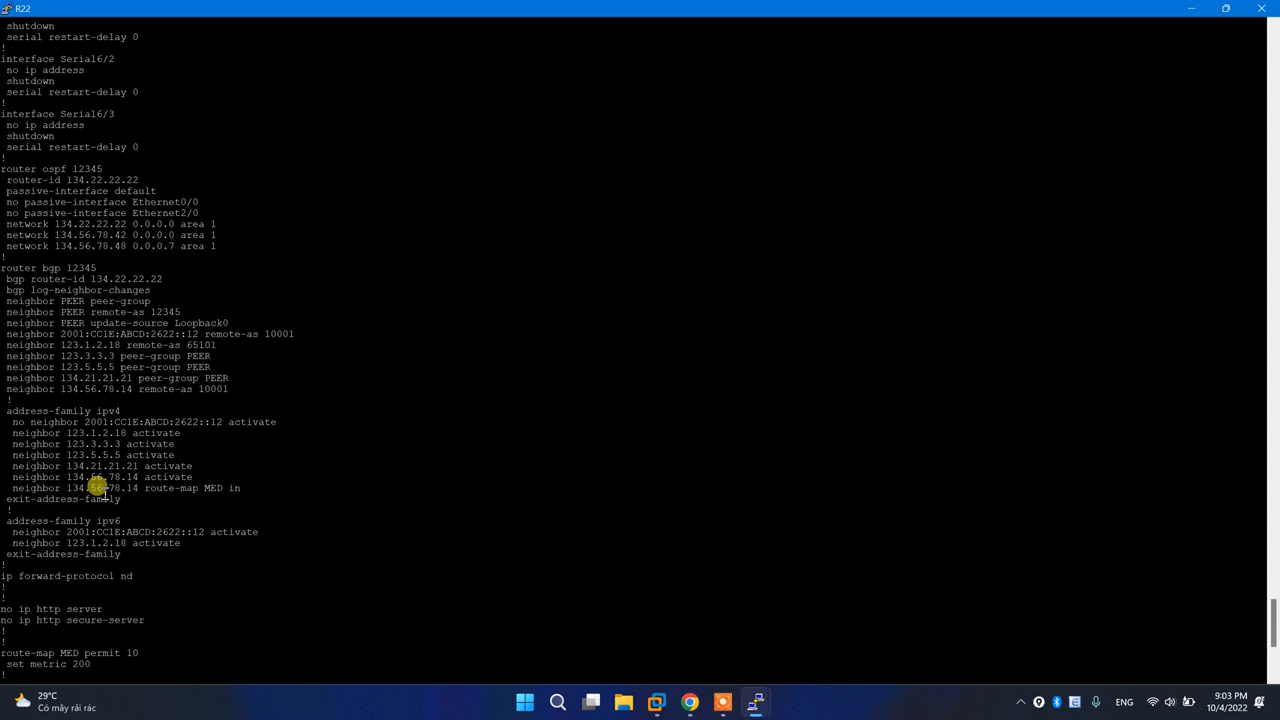 R22
shutdown
serial restart-delay 0
!
interface Serial6/2
no ip address
shutdown
serial restart-delay 0
!
interface Serial6/3
no ip address
shutdown
serial restart-delay 0
!
router ospf 12345
router-id 134.22.22.22
passive-interface default
no passive-interface Ethernet0/0
no passive-interface Ethernet2/0
network 134.22.22.22 0.0.0.0 area 1
network 134.56.78.42 0.0.0.0 area 1
network 134.56.78.48 0.0.0.7 area 1
!
router bgp 12345
bgp router-id 134.22.22.22
bgp log-neighbor-changes
neighbor PEER peer-group
neighbor PEER remote-as 12345
neighbor PEER update-source Loopback0
neighbor 2001:CC1E:ABCD:2622::12 remote-as 10001
neighbor 123.1.2.18 remote-as 65101
neighbor 123.3.3.3 peer-group PEER
neighbor 123.5.5.5 peer-group PEER
neighbor 134.21.21.21 peer-group PEER
neighbor 134.56.78.14 remote-as 10001
!
address-family ipv4
no neighbor 2001:CC1E:ABCD:2622::12 activate
neighbor 123.1.2.18 activate
neighbor 123.3.3.3 activate
neighbor 123.5.5.5 activate
neighbor 134.21.21.21 activate
neighbor 134.56.78.14 activate
neighbor 134.56.78.14 route-map MED in
exit-address-family
!
address-family ipv6
neighbor 2001:CC1E:ABCD:2622::12 activate
neighbor 123.1.2.18 activate
exit-address-family
!
ip forward-protocol nd
!
!
no ip http server
no ip http secure-server
!
!
route-map MED permit 10
set metric 200
!
29°C
Có mây rải rác
ENG
9:03 PM
10/4/2022